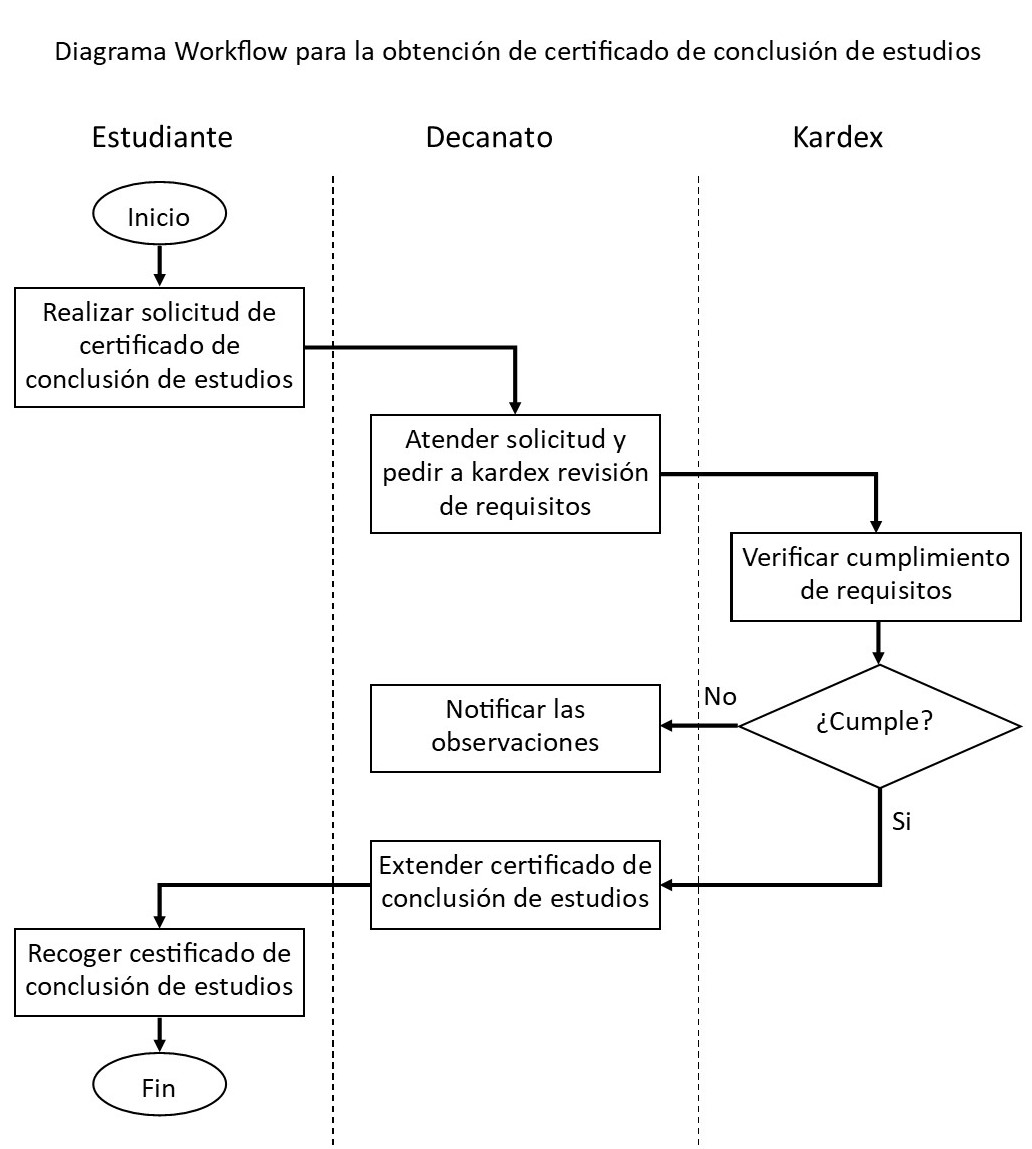 Diagrama Workflow para la obtención de certificado de conclusión de estudios
Estudiante
Decanato
Kardex
Inicio
Realizar solicitud de
certificado de
conclusión de estudios
Atender solicitud y
pedir a kardex revisión
de requisitos
Verificar cumplimiento
de requisitos
¿Cumple?
No
Notificar las
observaciones
Si
Extender certificado de
conclusión de estudios
Recoger cestificado de
conclusión de estudios
Fin